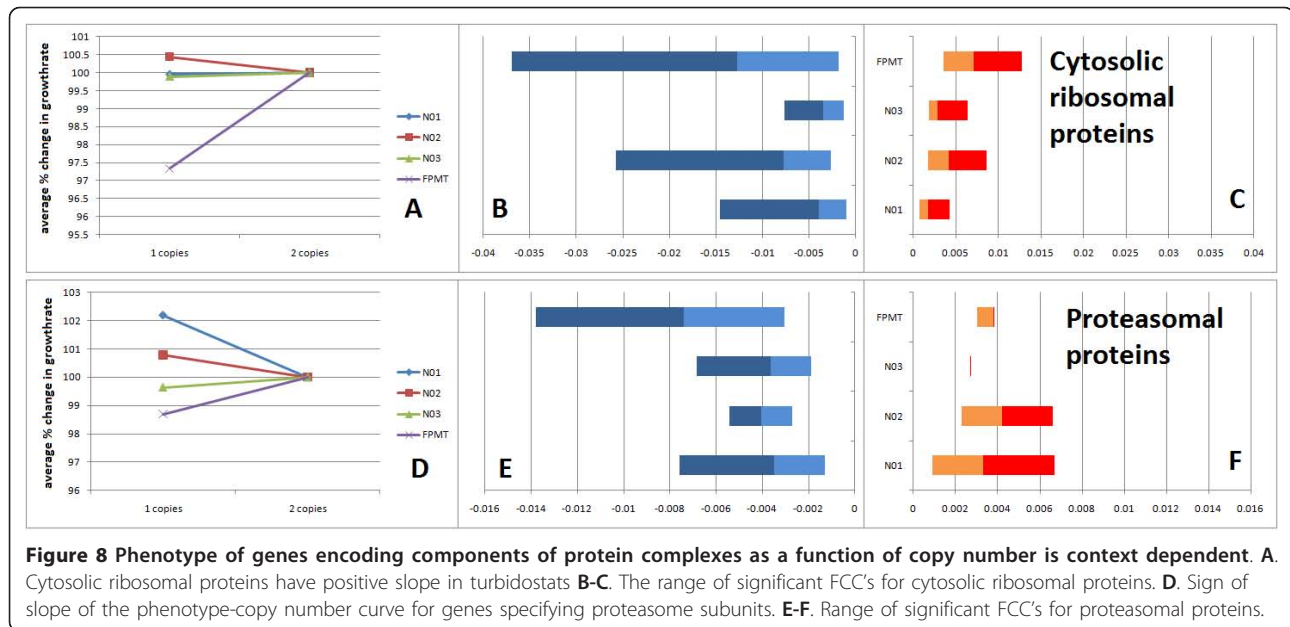 average % change in growthrate
101
100.5
100
99.5
99
98.5
98
97.5
97
96.5
96
95.5
1 copies
2 copies
N01
N02
N03
FPMT
A
B
-0.04
-0.035
-0.03
-0.025
-0.02
-0.015
-0.01
-0.005
0
FPMT
N03
N02
N01
Cytosolic
ribosomal
proteins
C
0
0.005
0.01
0.015
0.02
0.025
0.03
0.035
0.04
average % change in growthrate
103
102
101
100
99
98
97
96
1 copies
2 copies
N01
N02
N03
FPMT
D
E
-0.016
-0.014
-0.012
-0.01
-0.008
-0.006
-0.004
-0.002
0
FPMT
N03
N02
N01
Proteasomal
proteins
F
0
0.002
0.004
0.006
0.008
0.01
0.012
0.014
0.016
Figure 8 Phenotype of genes encoding components of protein complexes as a function of copy number is context dependent. A.
Cytosolic ribosomal proteins have positive slope in turbidostats B-C. The range of significant FCC's for cytosolic ribosomal proteins. D. Sign of
slope of the phenotype-copy number curve for genes specifying proteasome subunits. E-F. Range of significant FCC's for proteasomal proteins.